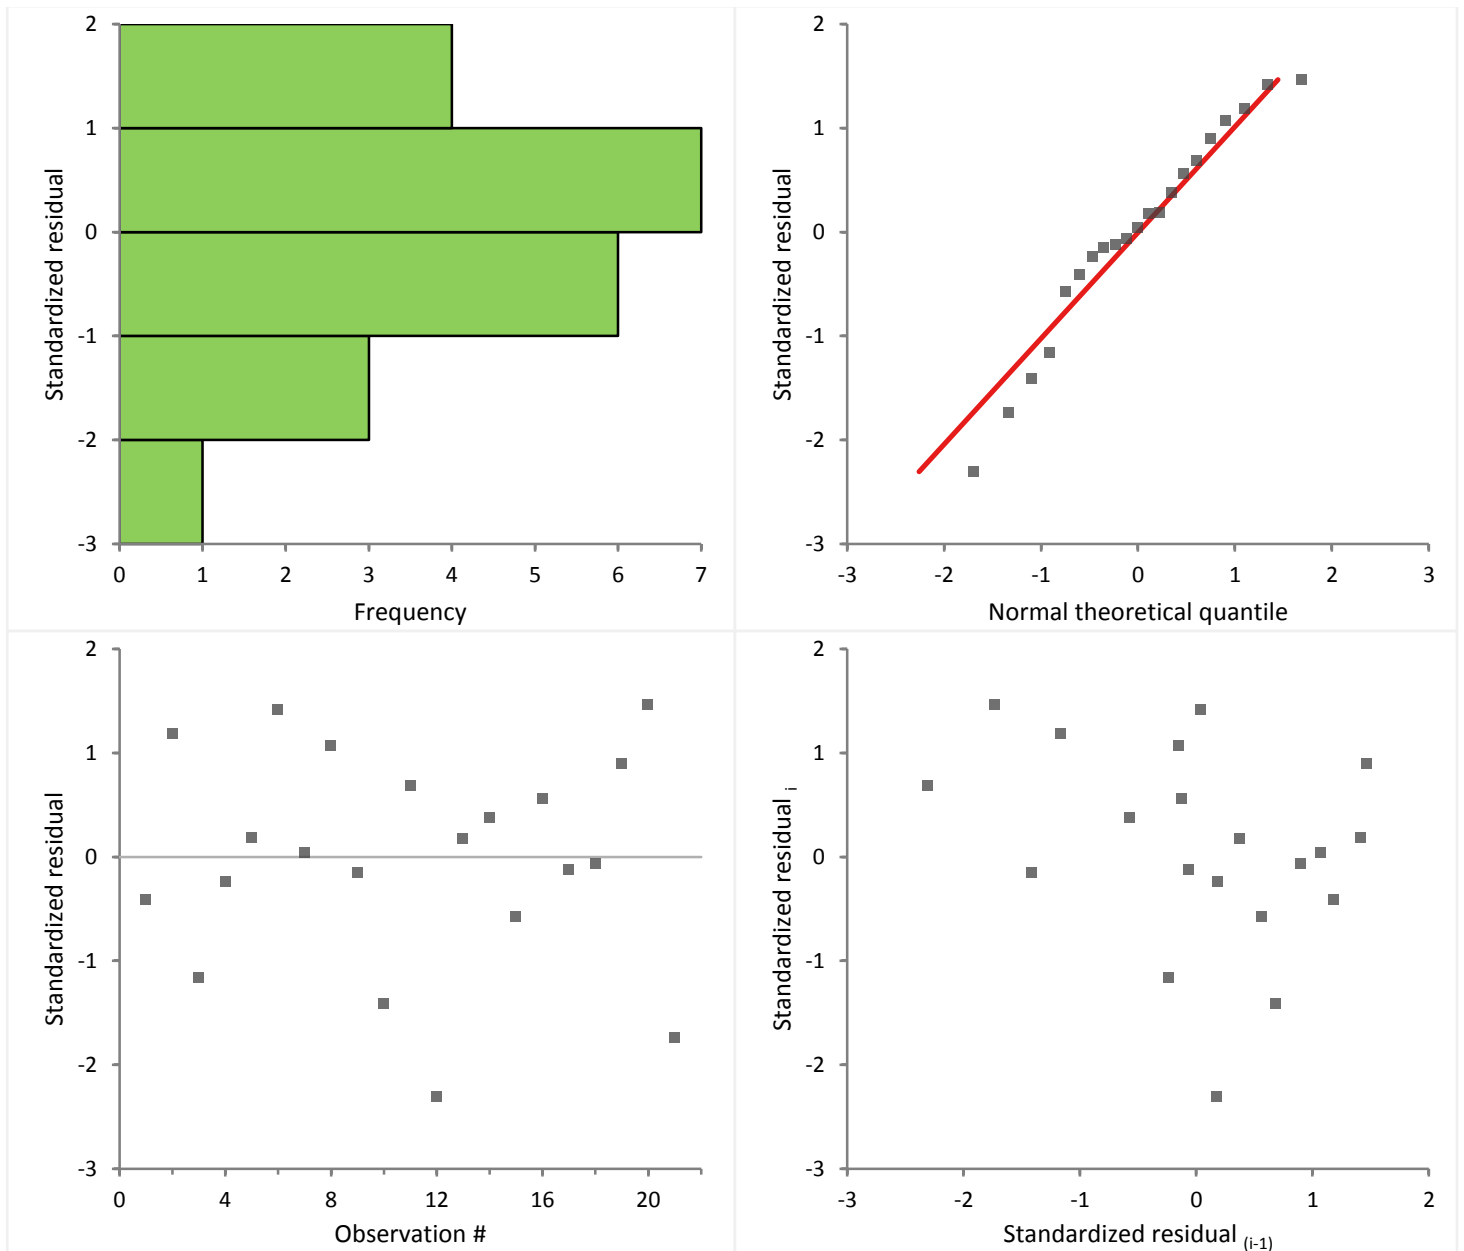 2
1
0
-1
-2
-3
Standardized residual
0 1 2 3 4 5 6 7
Frequency
2
1
0
-1
-2
-3
Standardized residual
-3 -2 -1 0 1 2 3
Normal theoretical quantile
2
1
0
-1
-2
-3
Standardized residual
0 4 8 12 16 20
Observation #
2
1
0
-1
-2
-3
Standardized residual i
-3 -2 -1 0 1 2
Standardized residual (i-1)